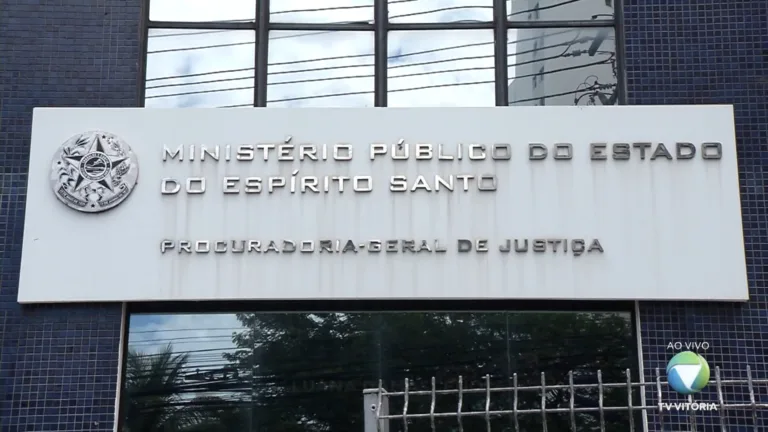 MINISTÉRIO PÚBLICO DO ESTADO
DO ESPÍRITO SANTO
PROCURADORIA-GERAL DE JUSTIÇA
AO VIVO
TV VITÓRIA